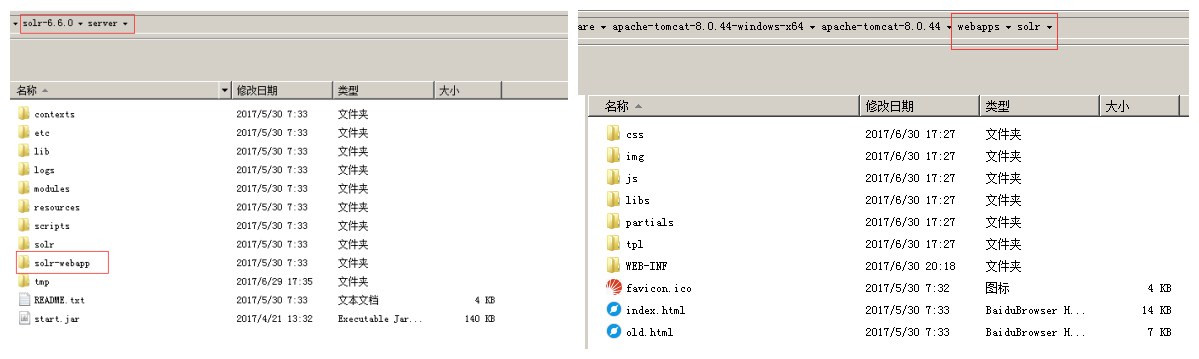 solr-6.6.0 server
名称 修改日期 类型 大小
contexts 2017/5/30 7:33 文件夹
etc 2017/5/30 7:33 文件夹
lib 2017/5/30 7:33 文件夹
logs 2017/5/30 7:33 文件夹
modules 2017/5/30 7:33 文件夹
resources 2017/5/30 7:33 文件夹
scripts 2017/5/30 7:33 文件夹
solr 2017/5/30 7:33 文件夹
solr-webapp 2017/5/30 7:33 文件夹
tmp 2017/6/29 17:35 文件夹
README.txt 2017/5/30 7:33 文本文档 4 KB
start.jar 2017/4/21 13:32 Executable Jar... 140 KB
are apache-tomcat-8.0.44-windows-x64 apache-tomcat-8.0.44 webapps solr
名称 修改日期 类型 大小
css 2017/6/30 17:27 文件夹
img 2017/6/30 17:27 文件夹
js 2017/6/30 17:27 文件夹
libs 2017/6/30 17:27 文件夹
partials 2017/6/30 17:27 文件夹
tpl 2017/6/30 17:27 文件夹
WEB-INF 2017/6/30 20:18 文件夹
favicon.ico 2017/5/30 7:32 图标 4 KB
index.html 2017/5/30 7:33 BaiduBrowser H... 14 KB
old.html 2017/5/30 7:33 BaiduBrowser H... 7 KB